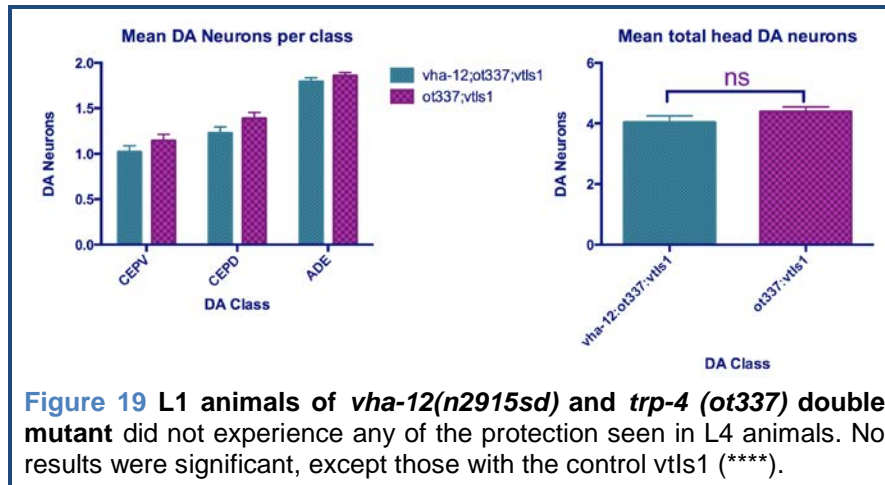 Mean DA Neurons per class
DA Neurons
2.0
1.5
1.0
0.5
0.0
CEPV
CEPD
ADE
DA Class
vha-12;ot337;vtIs1
ot337;vtIs1
Mean total head DA neurons
DA Neurons
6
4
2
0
ns
vha-12:ot337:vtIs1
ot337:vtIs1
DA Class
Figure 19 L1 animals of vha-12(n2915sd) and trp-4 (ot337) double
mutant did not experience any of the protection seen in L4 animals. No
results were significant, except those with the control vtIs1 (****).